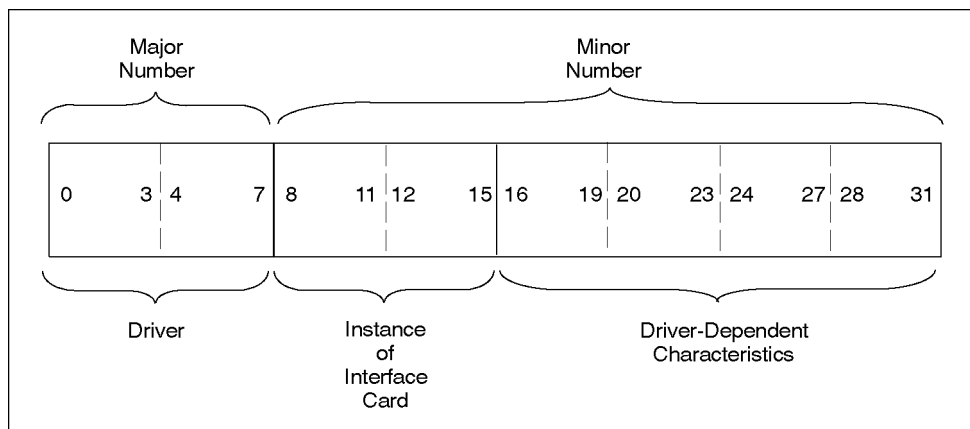 Major
Number
Minor
Number
0 3 4 7 8 11 12 15 16 19 20 23 24 27 28 31
Driver
Instance
of
Interface
Card
Driver-Dependent
Characteristics